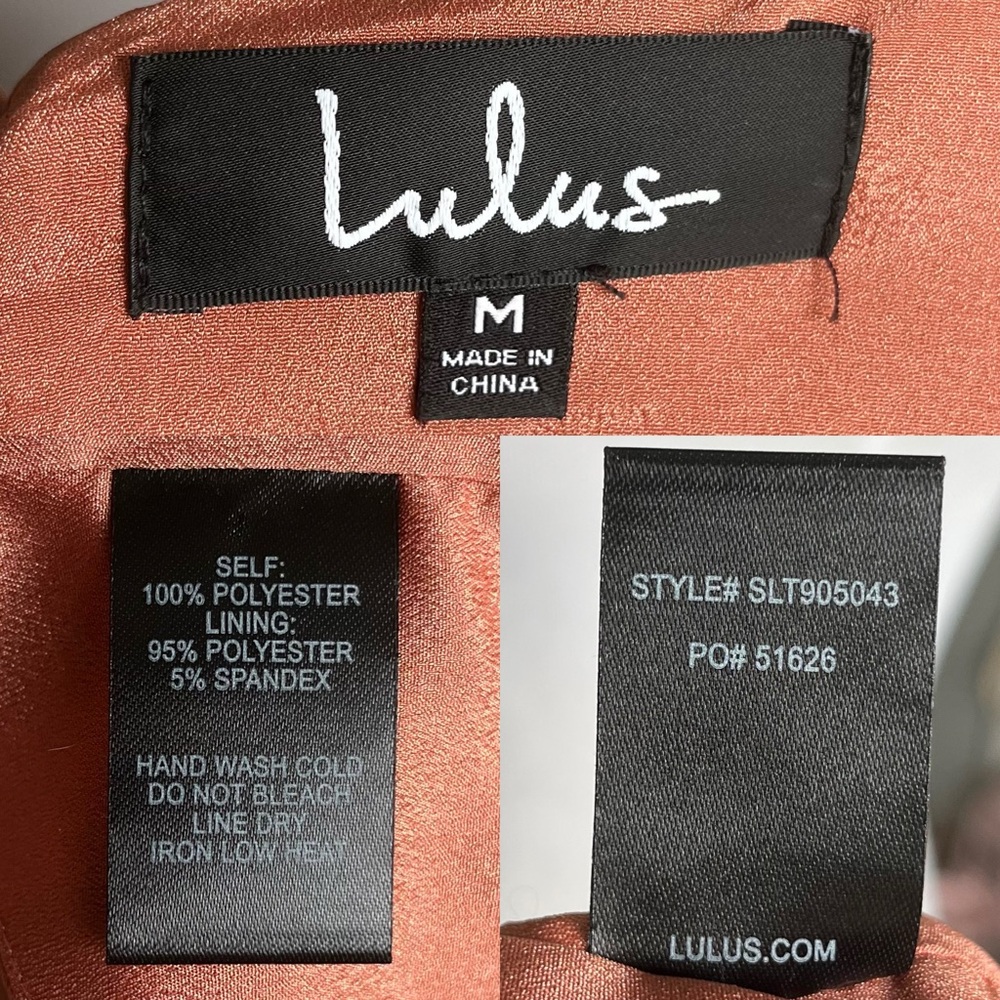 Lulus
M
MADE IN
CHINA
SELF:
100% POLYESTER
LINING:
95% POLYESTER
5% SPANDEX
HAND WASH COLD
DO NOT BLEACH
LINE DRY
IRON LOW HEAT
STYLE# SLT905043
PO# 51626
LULUS.COM